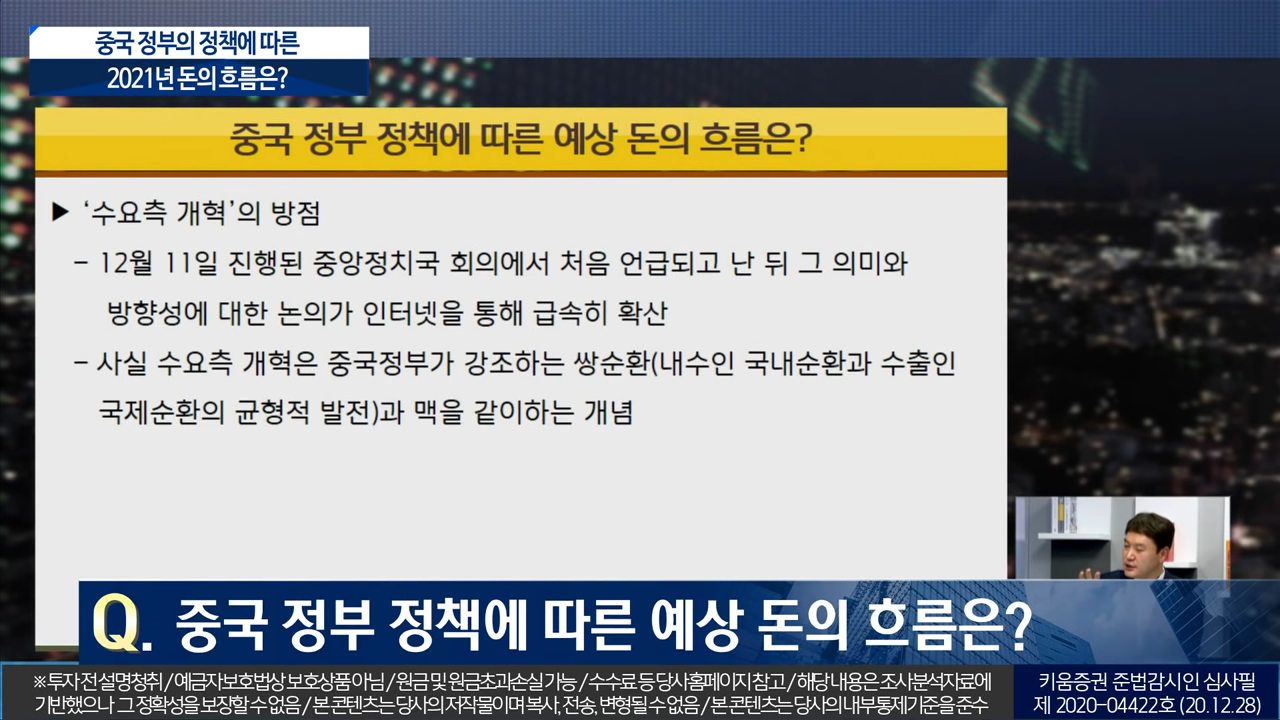 중국 정부의 정책에 따른
2021년 돈의 흐름은?
중국 정부 정책에 따른 예상 돈의 흐름은?
▶ ‘수요측 개혁’의 방점
– 12월 11일 진행된 중앙정치국 회의에서 처음 언급되고 난 뒤 그 의미와
방향성에 대한 논의가 인터넷을 통해 급속히 확산
– 사실 수요측 개혁은 중국정부가 강조하는 쌍순환(내수인 국내순환과 수출인
국제순환의 균형적 발전)과 맥을 같이하는 개념
Q. 중국 정부 정책에 따른 예상 돈의 흐름은?
※ 투자 전 설명청취 / 예금자보호법상 보호상품 아님 / 원금 및 원금초과손실 가능 / 수수료 등 당사홈페이지 참고 / 해당 내용은 조사분석자료에
기반했으나 그 정확성을 보장할 수 없음 / 본 콘텐츠는 당사의 저작물이며 복사, 전송, 변형될 수 없음 / 본 콘텐츠는 당사의 내부통제기준을 준수
키움증권 준법감시인 심사필
제 2020-04422호 (20.12.28)